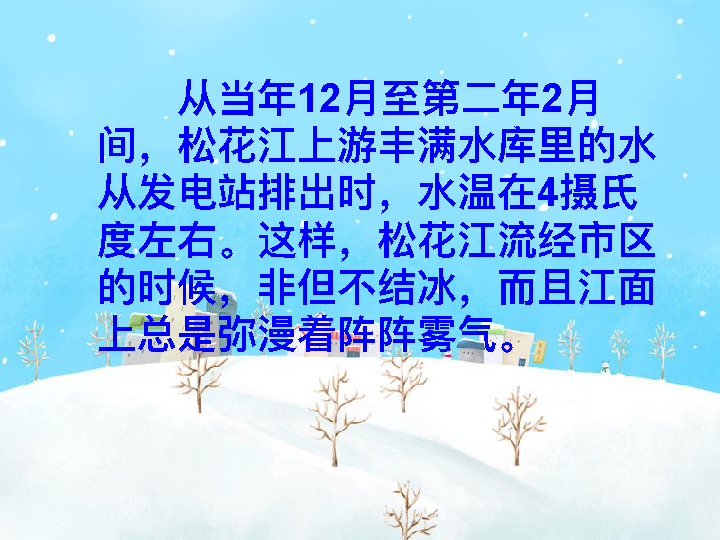 从当年12月至第二年2月
间，松花江上游丰满水库里的水
从发电站排出时，水温在4摄氏
度左右。这样，松花江流经市区
的时候，非但不结冰，而且江面
上总是弥漫着阵阵雾气。